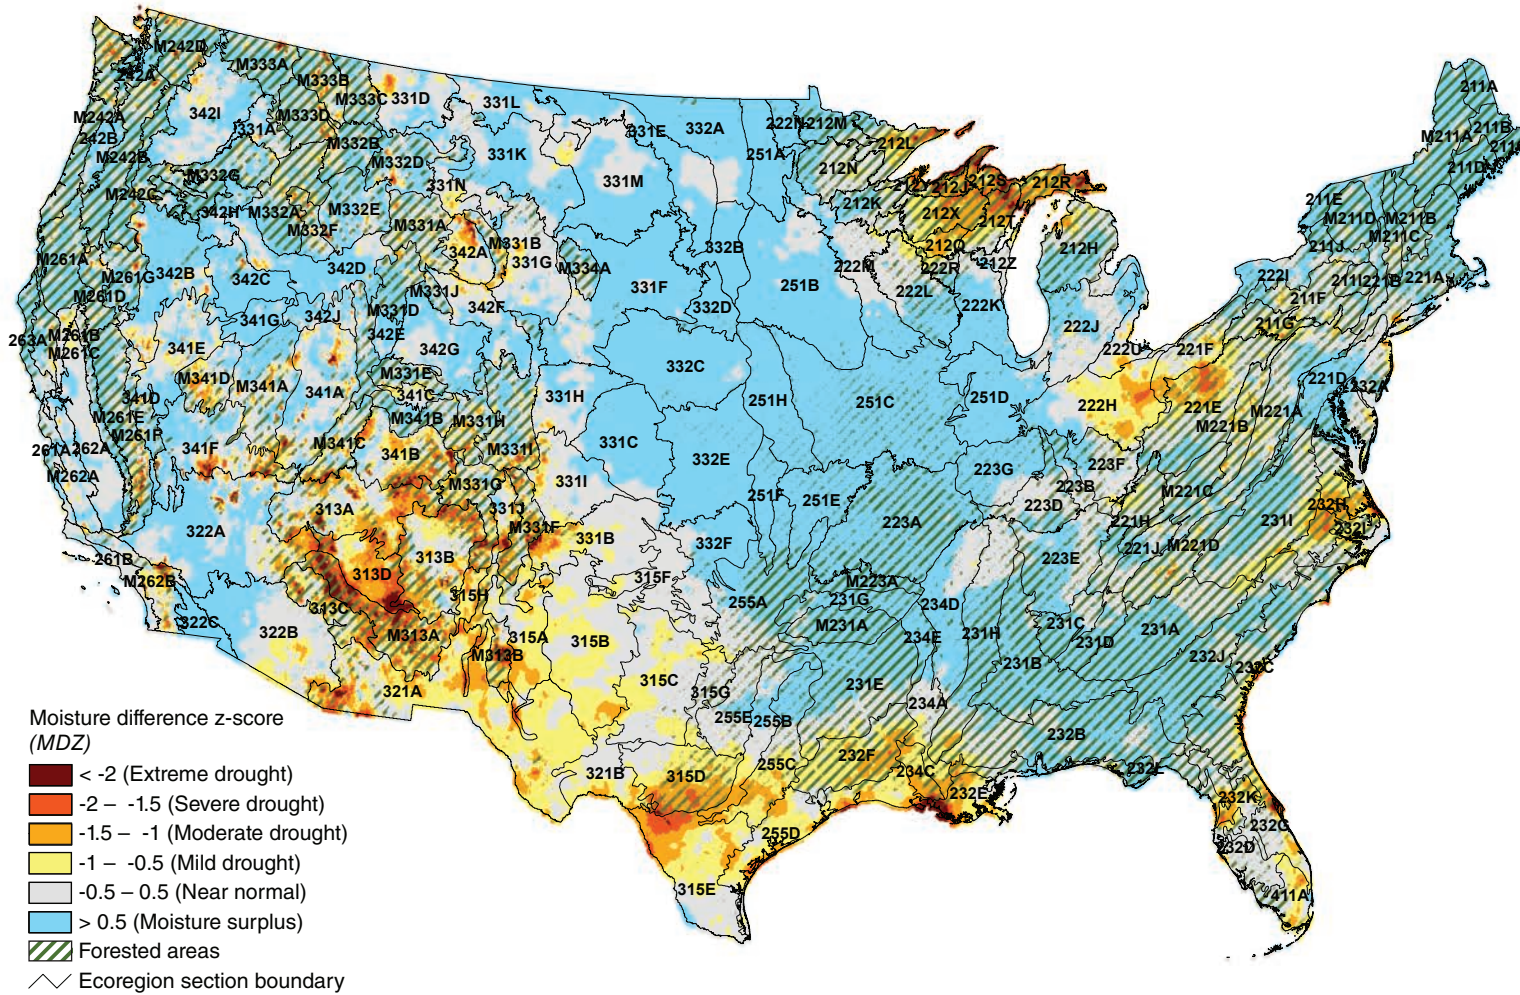 M242D
242A
M333A
M333B
M333C
331D
331L
342I
331A
M333D
M242A
242B
M242B
M332B
M332D
331K
331E
332A
251A
222N
212M
212L
212N
211A
211B
M211A
211D
M332G
M242C
342H
M332A
M332E
M332F
331N
331M
M331A
212K
212Y
212J
212S
212R
212X
212T
212Q
212H
211E
M211D
M211B
M211C
211J
M261A
M261G
342B
342C
342D
342A
M331B
331G
M334A
332B
222M
222R
212Z
222L
251B
331F
332D
222K
222J
222I
211I
221B
221A
211F
211G
M261D
M331J
342F
M331D
342J
342E
341G
263A
M261B
M261C
341E
342G
222U
221F
M341D
M341A
341A
M331E
341C
332C
331H
251H
251C
251D
222H
221E
221D
232A
M221A
M221B
341D
M261E
M261F
M341B
M331H
331C
261A
262A
M262A
341F
M341C
341B
M331I
M331G
332E
223G
223F
331I
251F
251E
223B
M221C
223D
221H
232H
232I
231I
313A
331J
M331F
322A
331B
332F
223A
223E
221J
M221D
261B
M262B
313D
313B
315F
M223A
231G
255A
M231A
234D
322C
322B
313C
315H
M313A
M313B
315A
315B
234E
231H
231C
231D
231A
231B
232J
232C
315C
315G
231E
321A
255E
255B
234A
232B
Moisture difference z-score
(MDZ)
< -2 (Extreme drought)
-2 – -1.5 (Severe drought)
-1.5 – -1 (Moderate drought)
-1 – -0.5 (Mild drought)
-0.5 – 0.5 (Near normal)
> 0.5 (Moisture surplus)
Forested areas
Ecoregion section boundary
321B
315D
255C
232F
234C
232E
232L
232K
232G
232D
255D
315E
411A